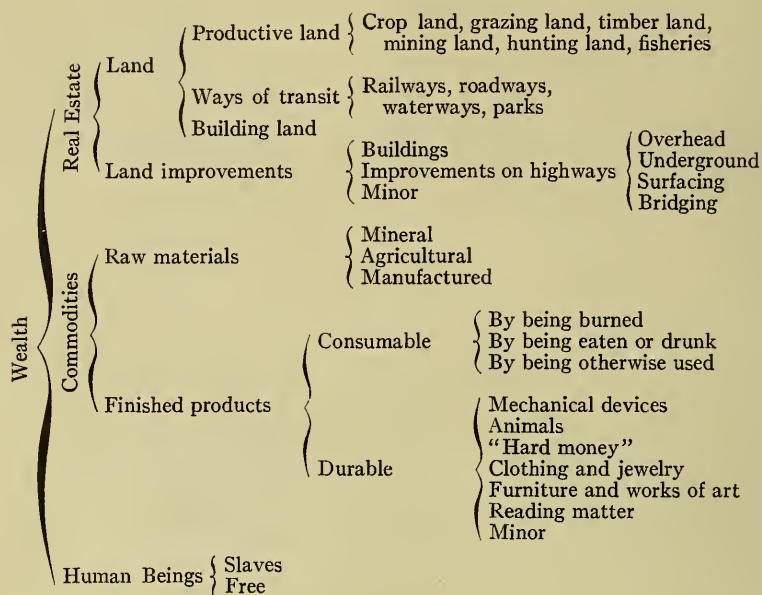 Wealth
Real Estate
Land
Productive land
Crop land, grazing land, timber land,
mining land, hunting land, fisheries
Ways of transit
Railways, roadways,
waterways, parks
Building land
Land improvements
Buildings
Improvements on highways
Overhead
Underground
Surfacing
Bridging
Minor
Commodities
Raw materials
Mineral
Agricultural
Manufactured
Finished products
Consumable
By being burned
By being eaten or drunk
By being otherwise used
Durable
Mechanical devices
Animals
"Hard money"
Clothing and jewelry
Furniture and works of art
Reading matter
Minor
Human Beings
Slaves
Free